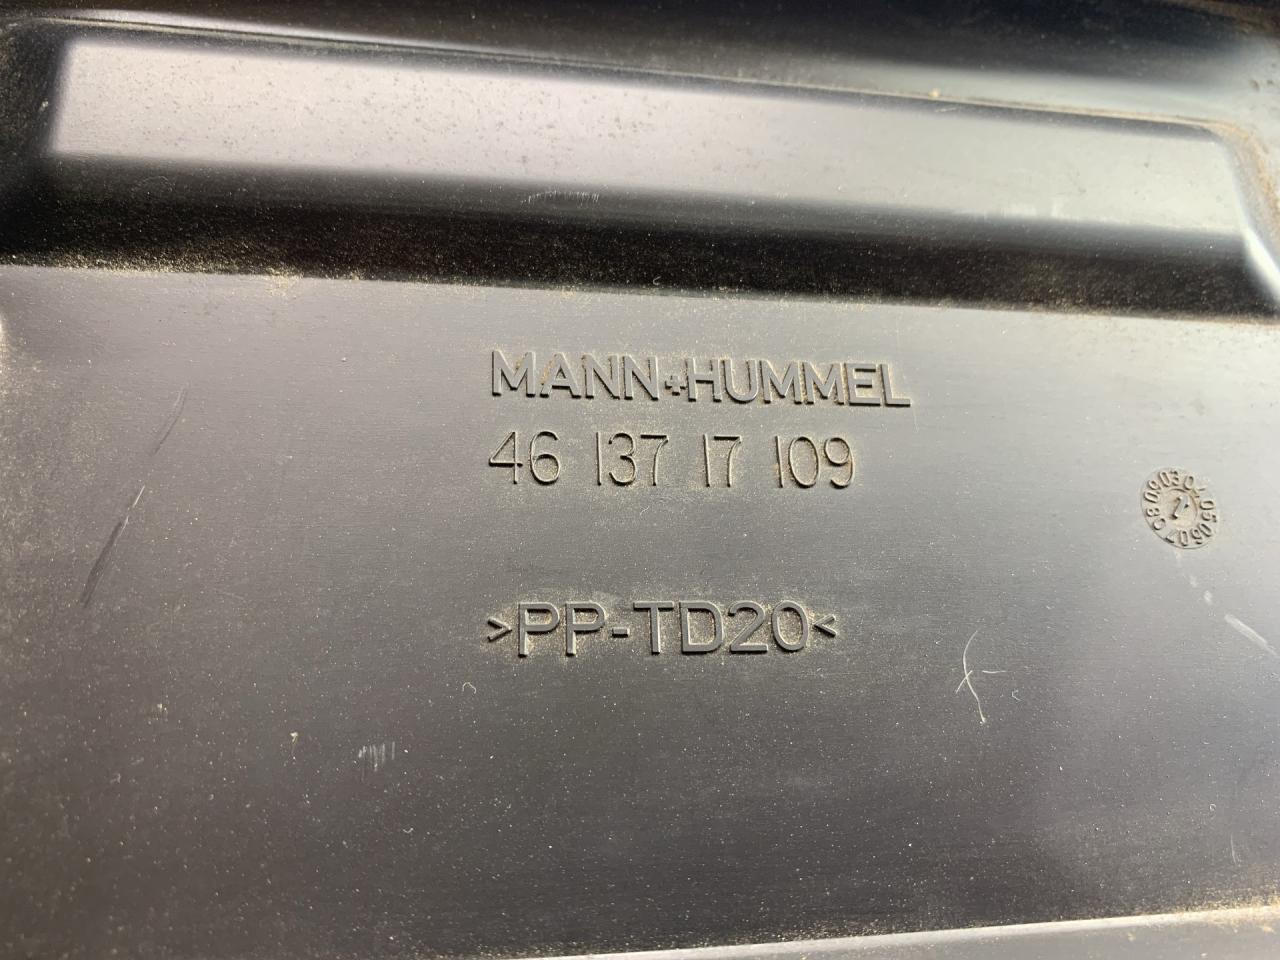 MANN+HUMMEL
46 137 17 109
>PP-TD20<